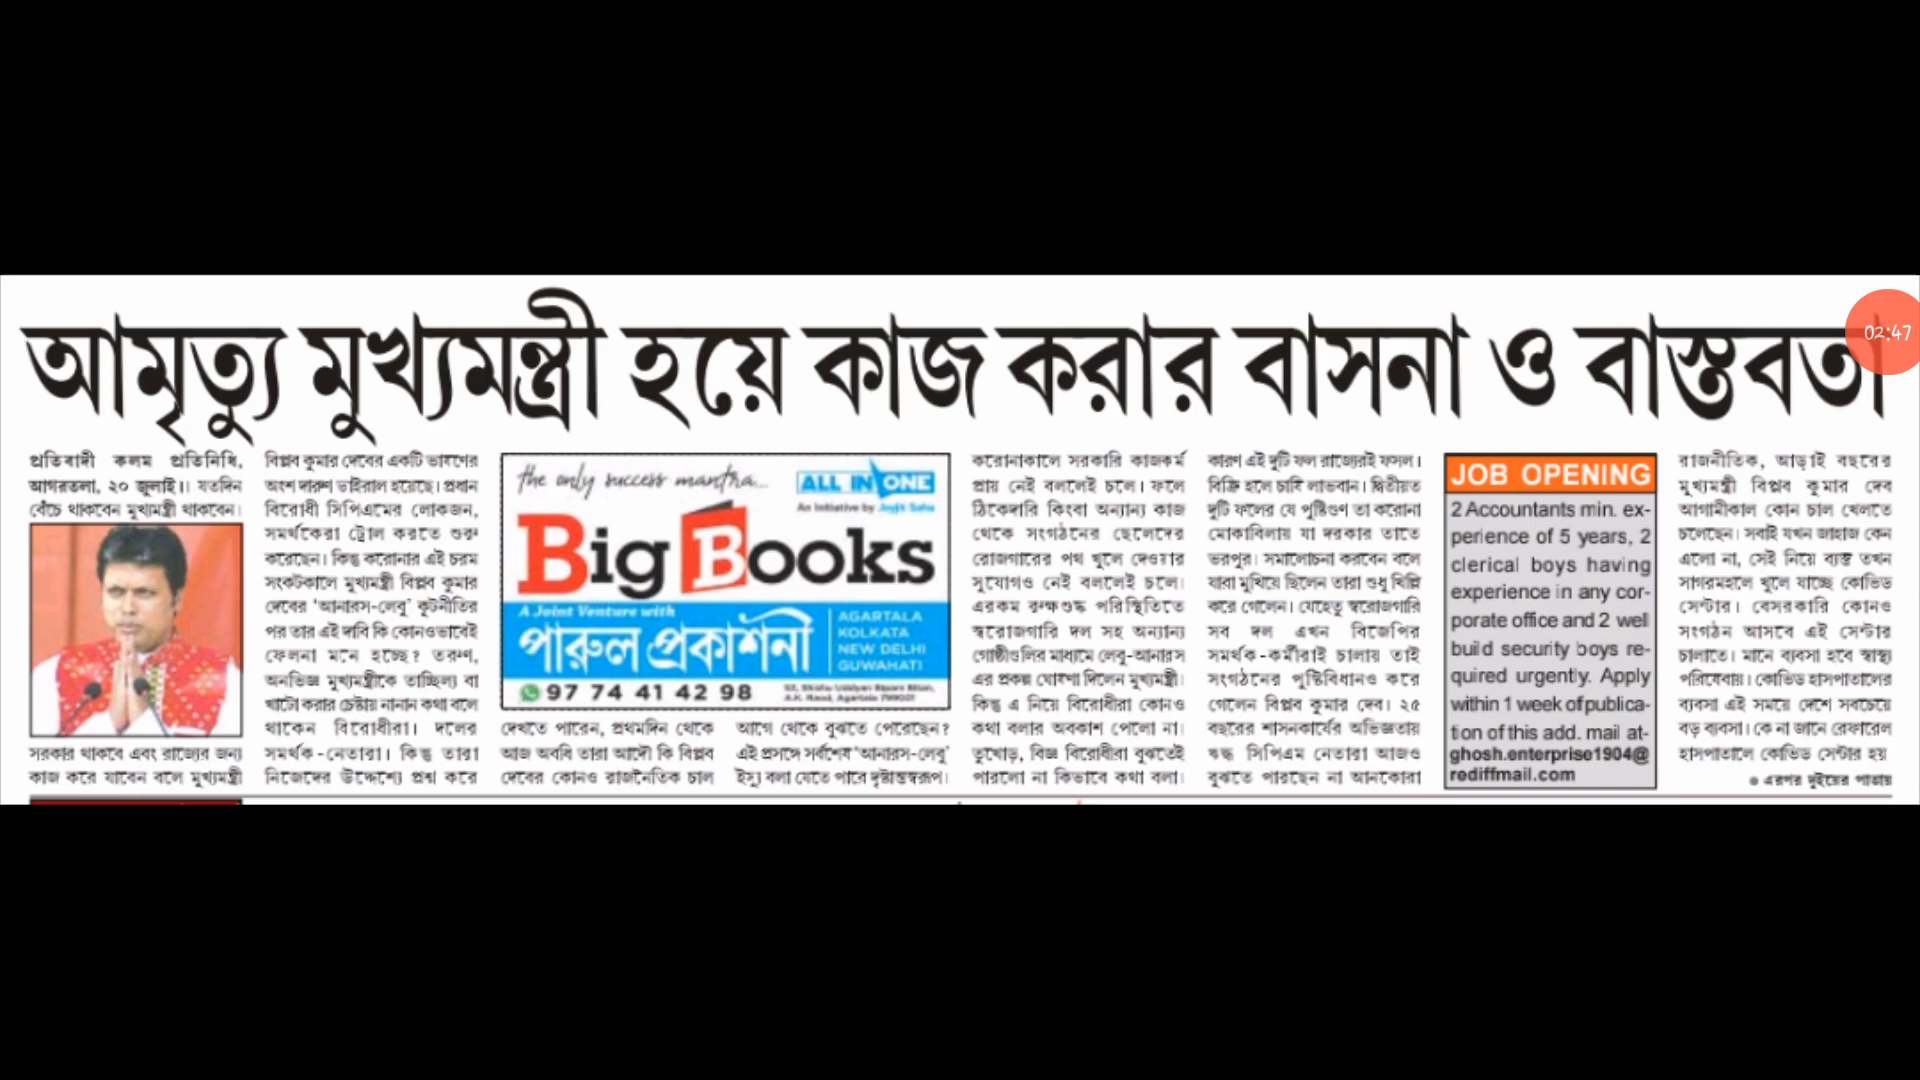 আমৃত্যু মুখ্যমন্ত্রী হয়ে কাজ করার বাসনা ও বাস্তবতা
02:47
প্রতিবাদী কলম প্রতিনিধি,
আগরতলা, ২০ জুলাই।। যতদিন
বেঁচে থাকবেন মুখ্যমন্ত্রী থাকবেন।
সরকার থাকবে এবং রাজ্যের জন্য
কাজ করে যাবেন বলে মুখ্যমন্ত্রী
বিপ্লব কুমার দেবের একটি ভাষণের
অংশ দারুণ ভাইরাল হয়েছে। প্রধান
বিরোধী সিপিএমের লোকজন,
সমর্থকেরা ট্রোল করতে শুরু
করেছেন। কিন্তু করোনার এই চরম
সংকটকালে মুখ্যমন্ত্রী বিপ্লব কুমার
দেবের ‘আনারস-লেবু’ কূটনীতির
পর তার এই দাবি কি কোনওভাবেই
ফেলনা মনে হচ্ছে? তরুণ,
অনভিজ্ঞ মুখ্যমন্ত্রীকে তাচ্ছিল্য বা
খাটো করার চেষ্টায় নানান কথা বলে
থাকেন বিরোধীরা। দলের
সমর্থক-নেতারা। কিন্তু তারা
নিজেদের উদ্দেশ্যে প্রশ্ন করে
the only success mantra...
ALL IN ONE
An Initiative by Joyjit Saha
Big Books
A Joint Venture with
পারুল প্রকাশনী
AGARTALA
KOLKATA
NEW DELHI
GUWAHATI
97 74 41 42 98
দেখতে পারেন, প্রথমদিন থেকে
আজ অবধি তারা আদৌ কি বিপ্লব
দেবের কোনও রাজনৈতিক চাল
আগে থেকে বুঝতে পেরেছেন?
এই প্রসঙ্গে সর্বশেষ ‘আনারস-লেবু’
ইস্যু বলা যেতে পারে দৃষ্টান্তস্বরূপ।
করোনাকালে সরকারি কাজকর্ম
প্রায় নেই বললেই চলে। ফলে
ঠিকেদারি কিংবা অন্যান্য কাজ
থেকে সংগঠনের ছেলেদের
রোজগারের পথ খুলে দেওয়ার
সুযোগও নেই বললেই চলে।
এরকম রুক্ষশুষ্ক পরিস্থিতিতে
স্বরোজগারি দল সহ অন্যান্য
গোষ্ঠীগুলির মাধ্যমে লেবু-আনারস
এর প্রকল্প ঘোষণা দিলেন মুখ্যমন্ত্রী।
কিন্তু এ নিয়ে বিরোধীরা কোনও
কথা বলার অবকাশ পেলো না।
তুখোড়, বিজ্ঞ বিরোধীরা বুঝতেই
পারলো না কিভাবে কথা বলা।
কারণ এই দুটি ফল রাজ্যেরই ফসল।
বিক্রি হলে চাষি লাভবান। দ্বিতীয়ত
দুটি ফলের যে পুষ্টিগুণ তা করোনা
মোকাবিলায় যা দরকার তাতে
ভরপুর। সমালোচনা করবেন বলে
যারা মুখিয়ে ছিলেন তারা শুধু খিল্লি
করে গেলেন। যেহেতু স্বরোজগারি
সব দল এখন বিজেপির
সমর্থক-কর্মীরাই চালায় তাই
সংগঠনের পুষ্টিবিধানও করে
গেলেন বিপ্লব কুমার দেব। ২৫
বছরের শাসনকার্যের অভিজ্ঞতায়
ঋদ্ধ সিপিএম নেতারা আজও
বুঝতে পারছেন না আনকোরা
JOB OPENING
2 Accountants min. ex-
perience of 5 years, 2
clerical boys having
experience in any cor-
porate office and 2 well
build security boys re-
quired urgently. Apply
within 1 week of publica-
tion of this add. mail at-
ghosh.enterprise1904@
rediffmail.com
রাজনীতিক, আড়াই বছরের
মুখ্যমন্ত্রী বিপ্লব কুমার দেব
আগামীকাল কোন চাল খেলতে
চলেছেন। সবাই যখন জাহাজ কেন
এলো না, সেই নিয়ে ব্যস্ত তখন
সাগরমহলে খুলে যাচ্ছে কোভিড
সেন্টার। বেসরকারি কোনও
সংগঠন আসবে এই সেন্টার
চালাতে। মানে ব্যবসা হবে স্বাস্থ্য
পরিষেবায়। কোভিড হাসপাতালের
ব্যবসা এই সময়ে দেশে সবচেয়ে
বড় ব্যবসা। কে না জানে রেফারেল
হাসপাতালে কোভিড সেন্টার হয়
● এরপর দুইয়ের পাতায়